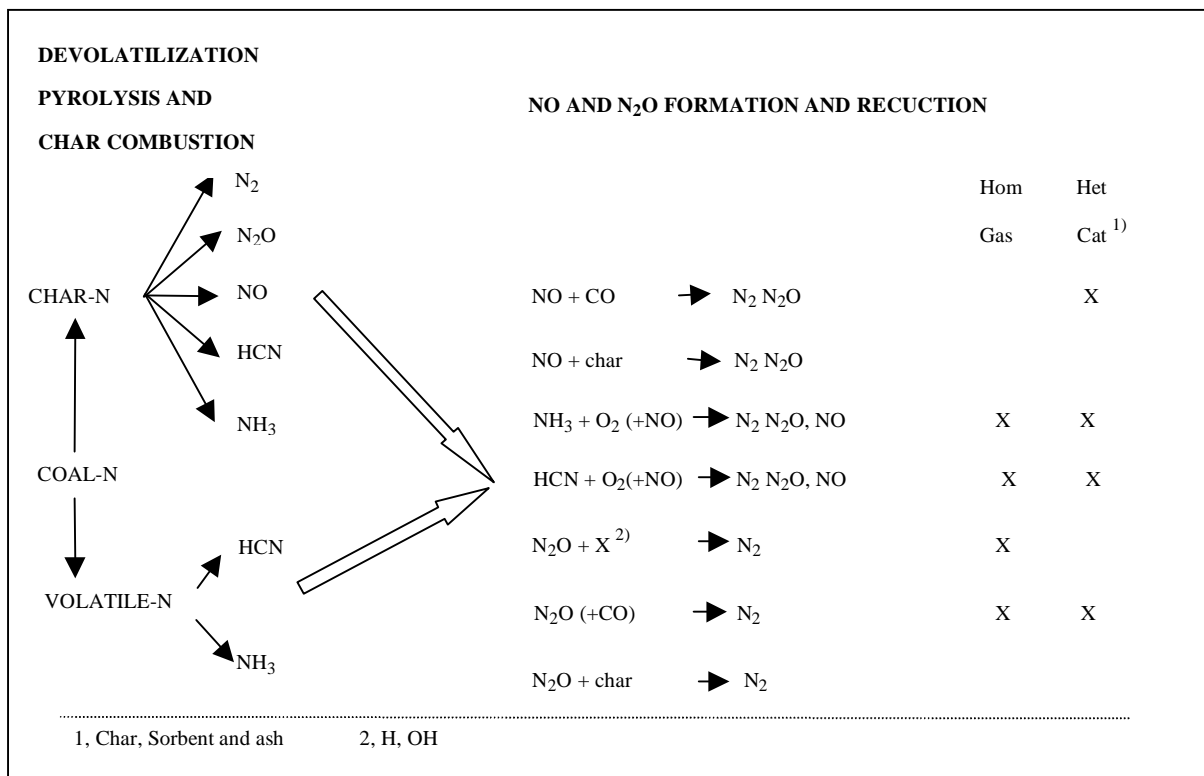 DEVOLATILIZATION
PYROLYSIS AND
CHAR COMBUSTION
NO AND N2O FORMATION AND RECUCTION
N2
N2O
NO
HCN
NH3
CHAR-N
COAL-N
VOLATILE-N
HCN
NH3
Hom Het
Gas Cat 1)
NO + CO N2 N2O X
NO + char N2 N2O
NH3 + O2 (+NO) N2 N2O, NO X X
HCN + O2(+NO) N2 N2O, NO X X
N2O + X 2) N2 X
N2O (+CO) N2 X X
N2O + char N2
1, Char, Sorbent and ash 2, H, OH